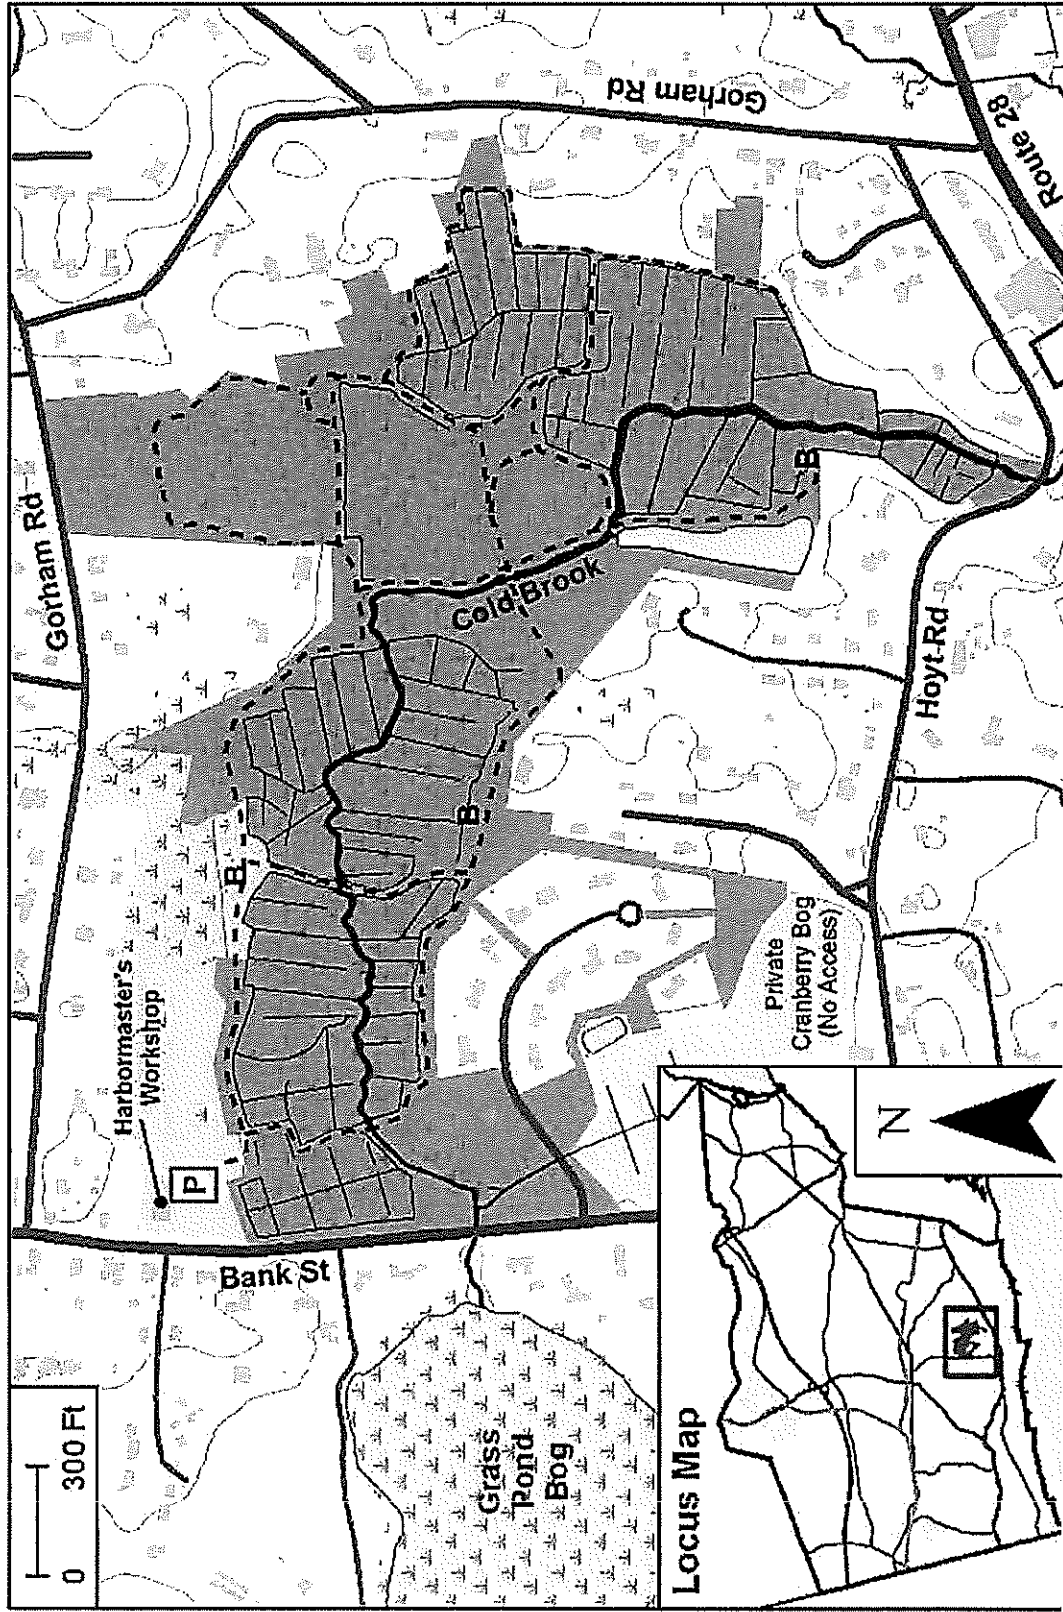 Gorham Rd
Gorham Rd
Route 28
Harbormaster's
Workshop
P
B
B
B
Cold Brook
Hoyt Rd
Private
Cranberry Bog
(No Access)
Bank St
0 300 Ft
Grass
Pond
Bog
Locus Map
N